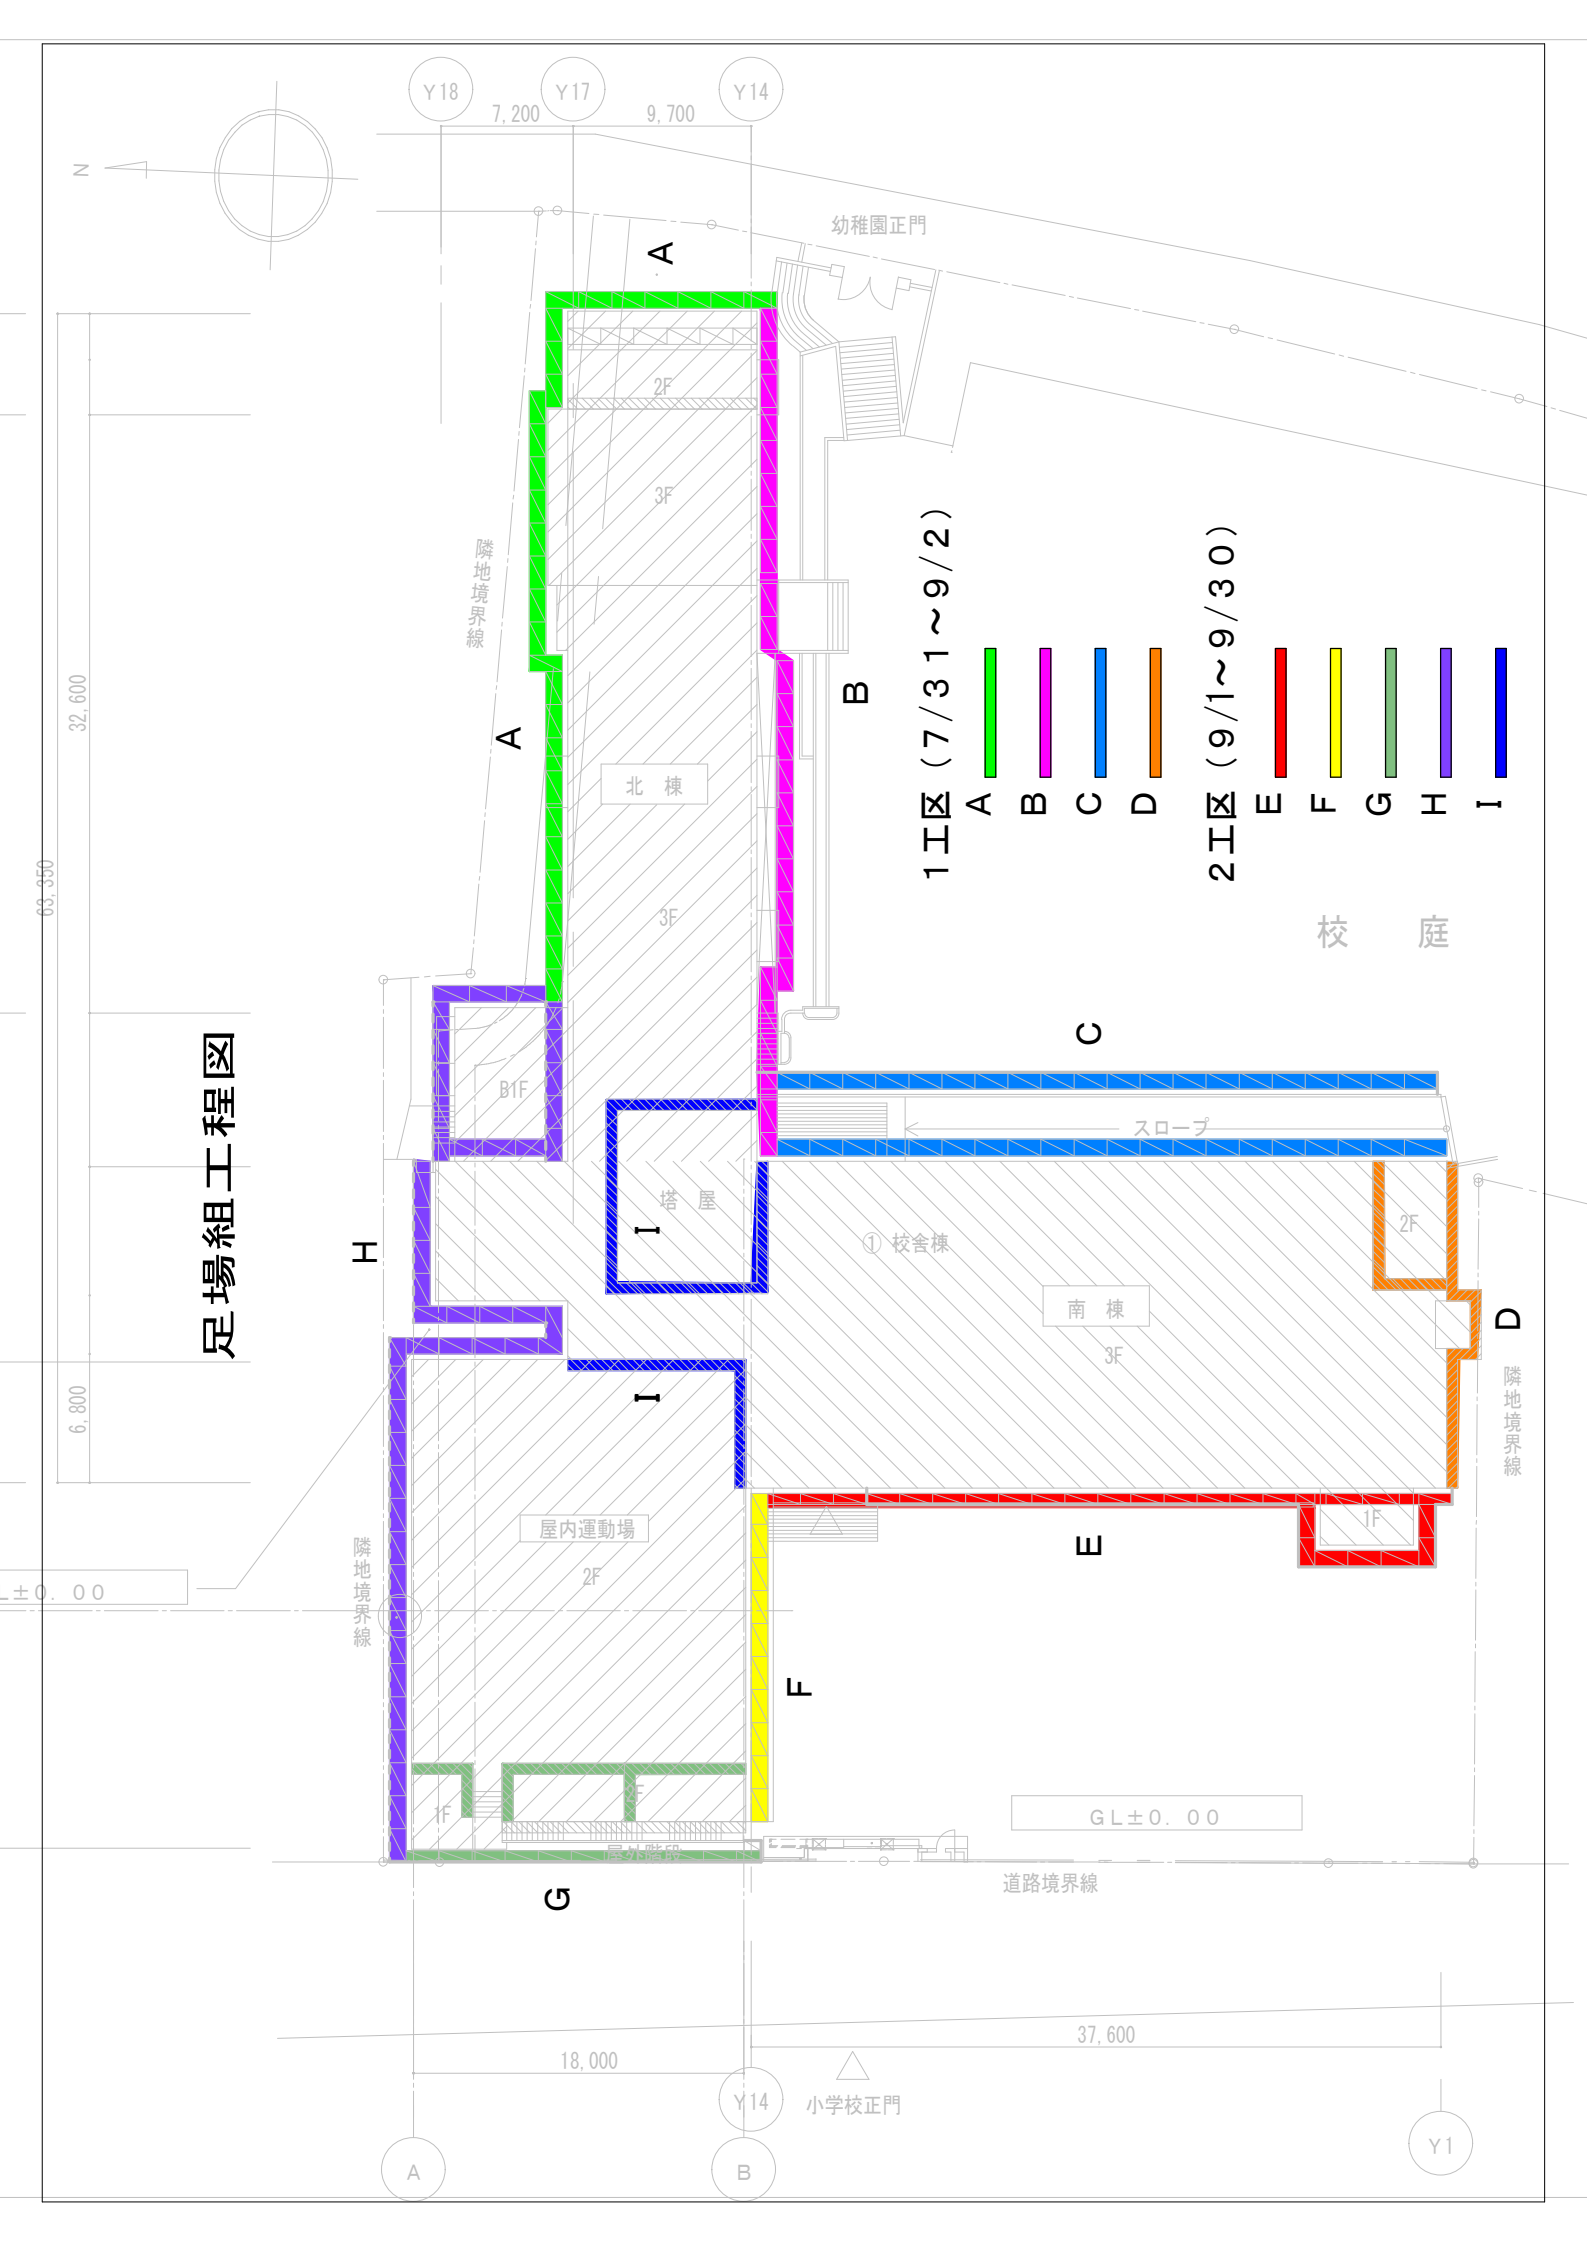 足場組工程図
1工区（7/31～9/2）
A
B
C
D
2工区（9/1～9/30）
E
F
G
H
I
A
A
B
C
D
E
F
G
H
I
I
N
Y18
Y17
Y14
7,200
9,700
幼稚園正門
隣地境界線
32,600
63,350
6,800
2F
3F
北 棟
3F
B1F
塔 屋
① 校舎棟
スロープ
校 庭
南 棟
3F
2F
1F
隣地境界線
隣地境界線
屋内運動場
2F
1F
2F
屋外階段
GL±0.00
L±0.00
道路境界線
18,000
37,600
小学校正門
Y14
Y1
A
B